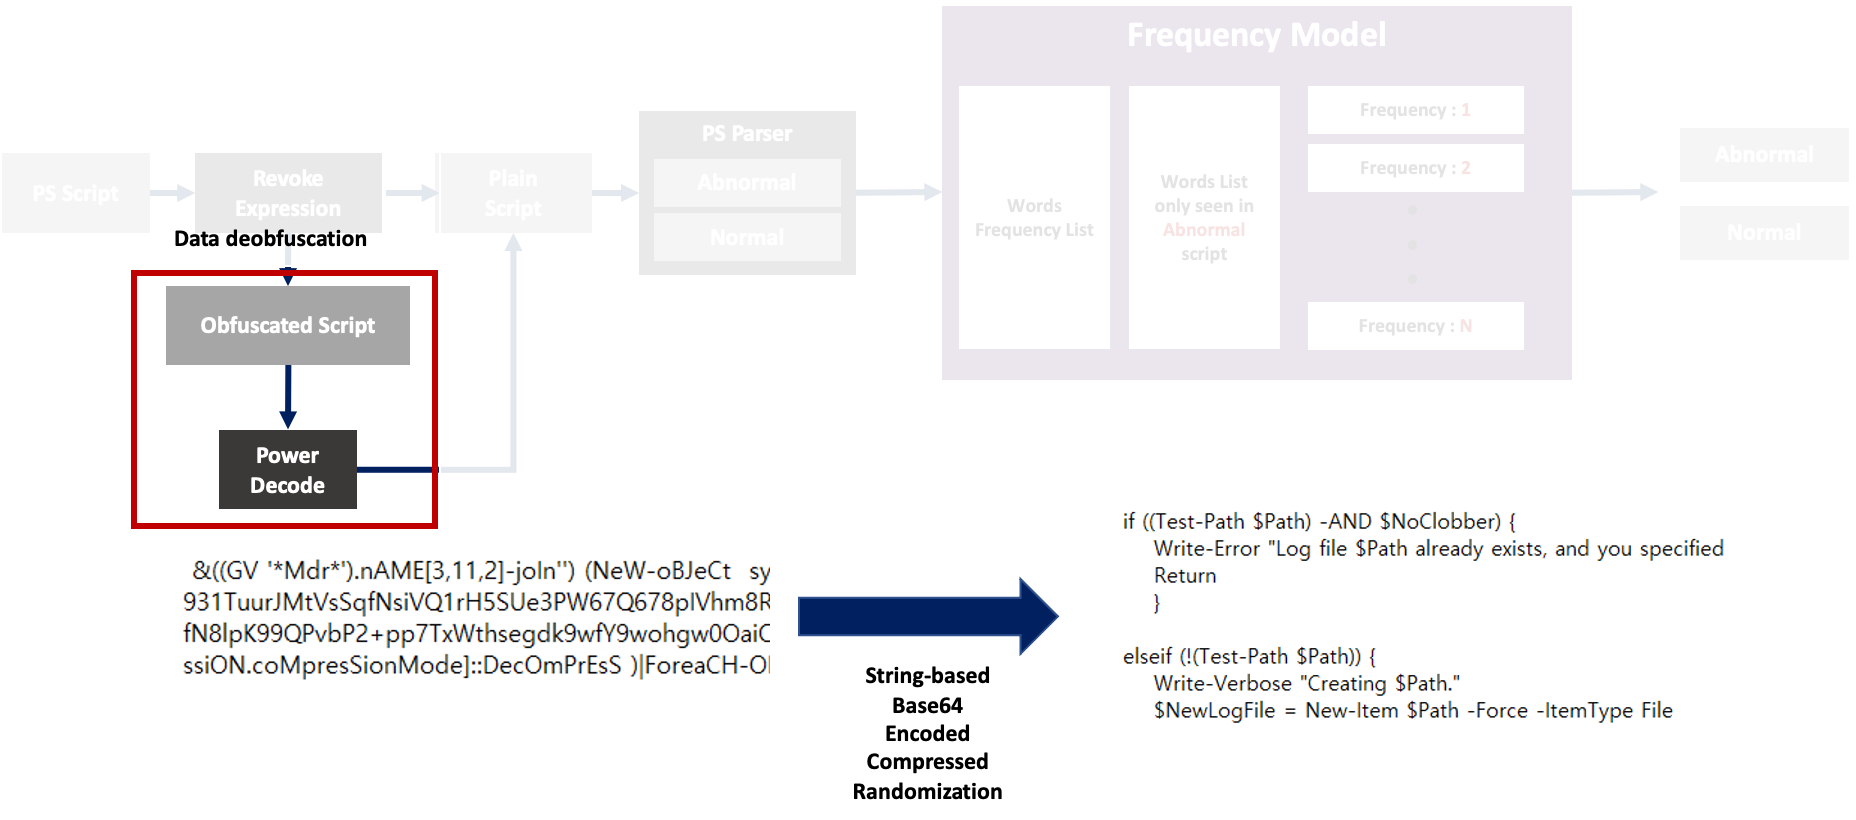 Frequency Model
PS Script
Revoke
Expression
Plain
Script
PS Parser
Abnormal
Normal
Words
Frequency List
Words List
only seen in
Abnormal
script
Frequency : 1
Frequency : 2
Frequency : N
Abnormal
Normal
Data deobfuscation
Obfuscated Script
Power
Decode
&((GV '*Mdr*').nAME[3,11,2]-joIn'') (NeW-oBJeCt sy
931TuurJMtVsSqfNsiVQ1rH5SUe3PW67Q678pIVhm8R
fN8lpK99QPvbP2+pp7TxWthsegdk9wfY9wohgw0OaiC
ssiON.coMpresSionMode]::DecOmPrEsS )|ForeaCH-O
String-based
Base64
Encoded
Compressed
Randomization
if ((Test-Path $Path) -AND $NoClobber) {
Write-Error "Log file $Path already exists, and you specified
Return
}
elseif (!(Test-Path $Path)) {
Write-Verbose "Creating $Path."
$NewLogFile = New-Item $Path -Force -ItemType File